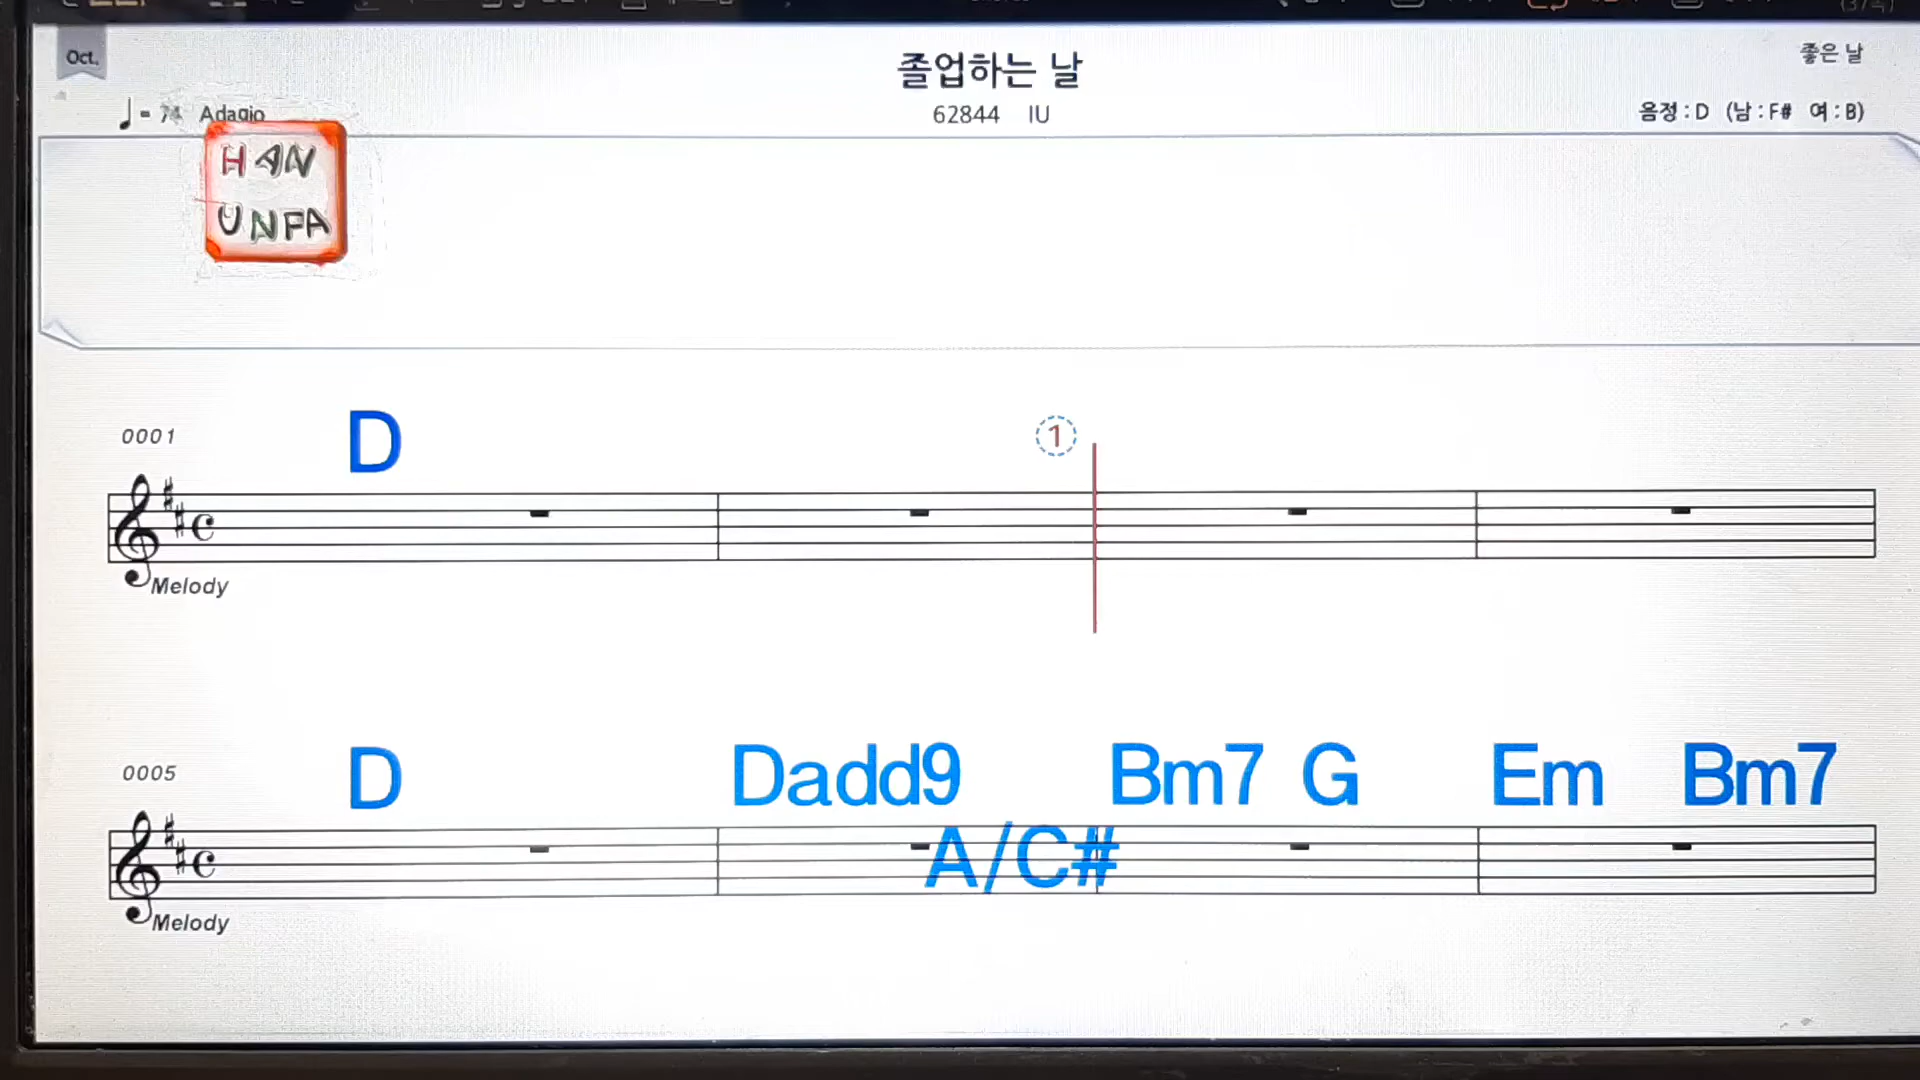 Oct.
졸업하는 날
좋은 날
♩= 74 Adagio
62844 IU
음정 : D (남 : F# 여 : B)
HAN
UNFA
0001
D
1
Melody
0005
D Dadd9 Bm7 G Em Bm7
A/C#
Melody